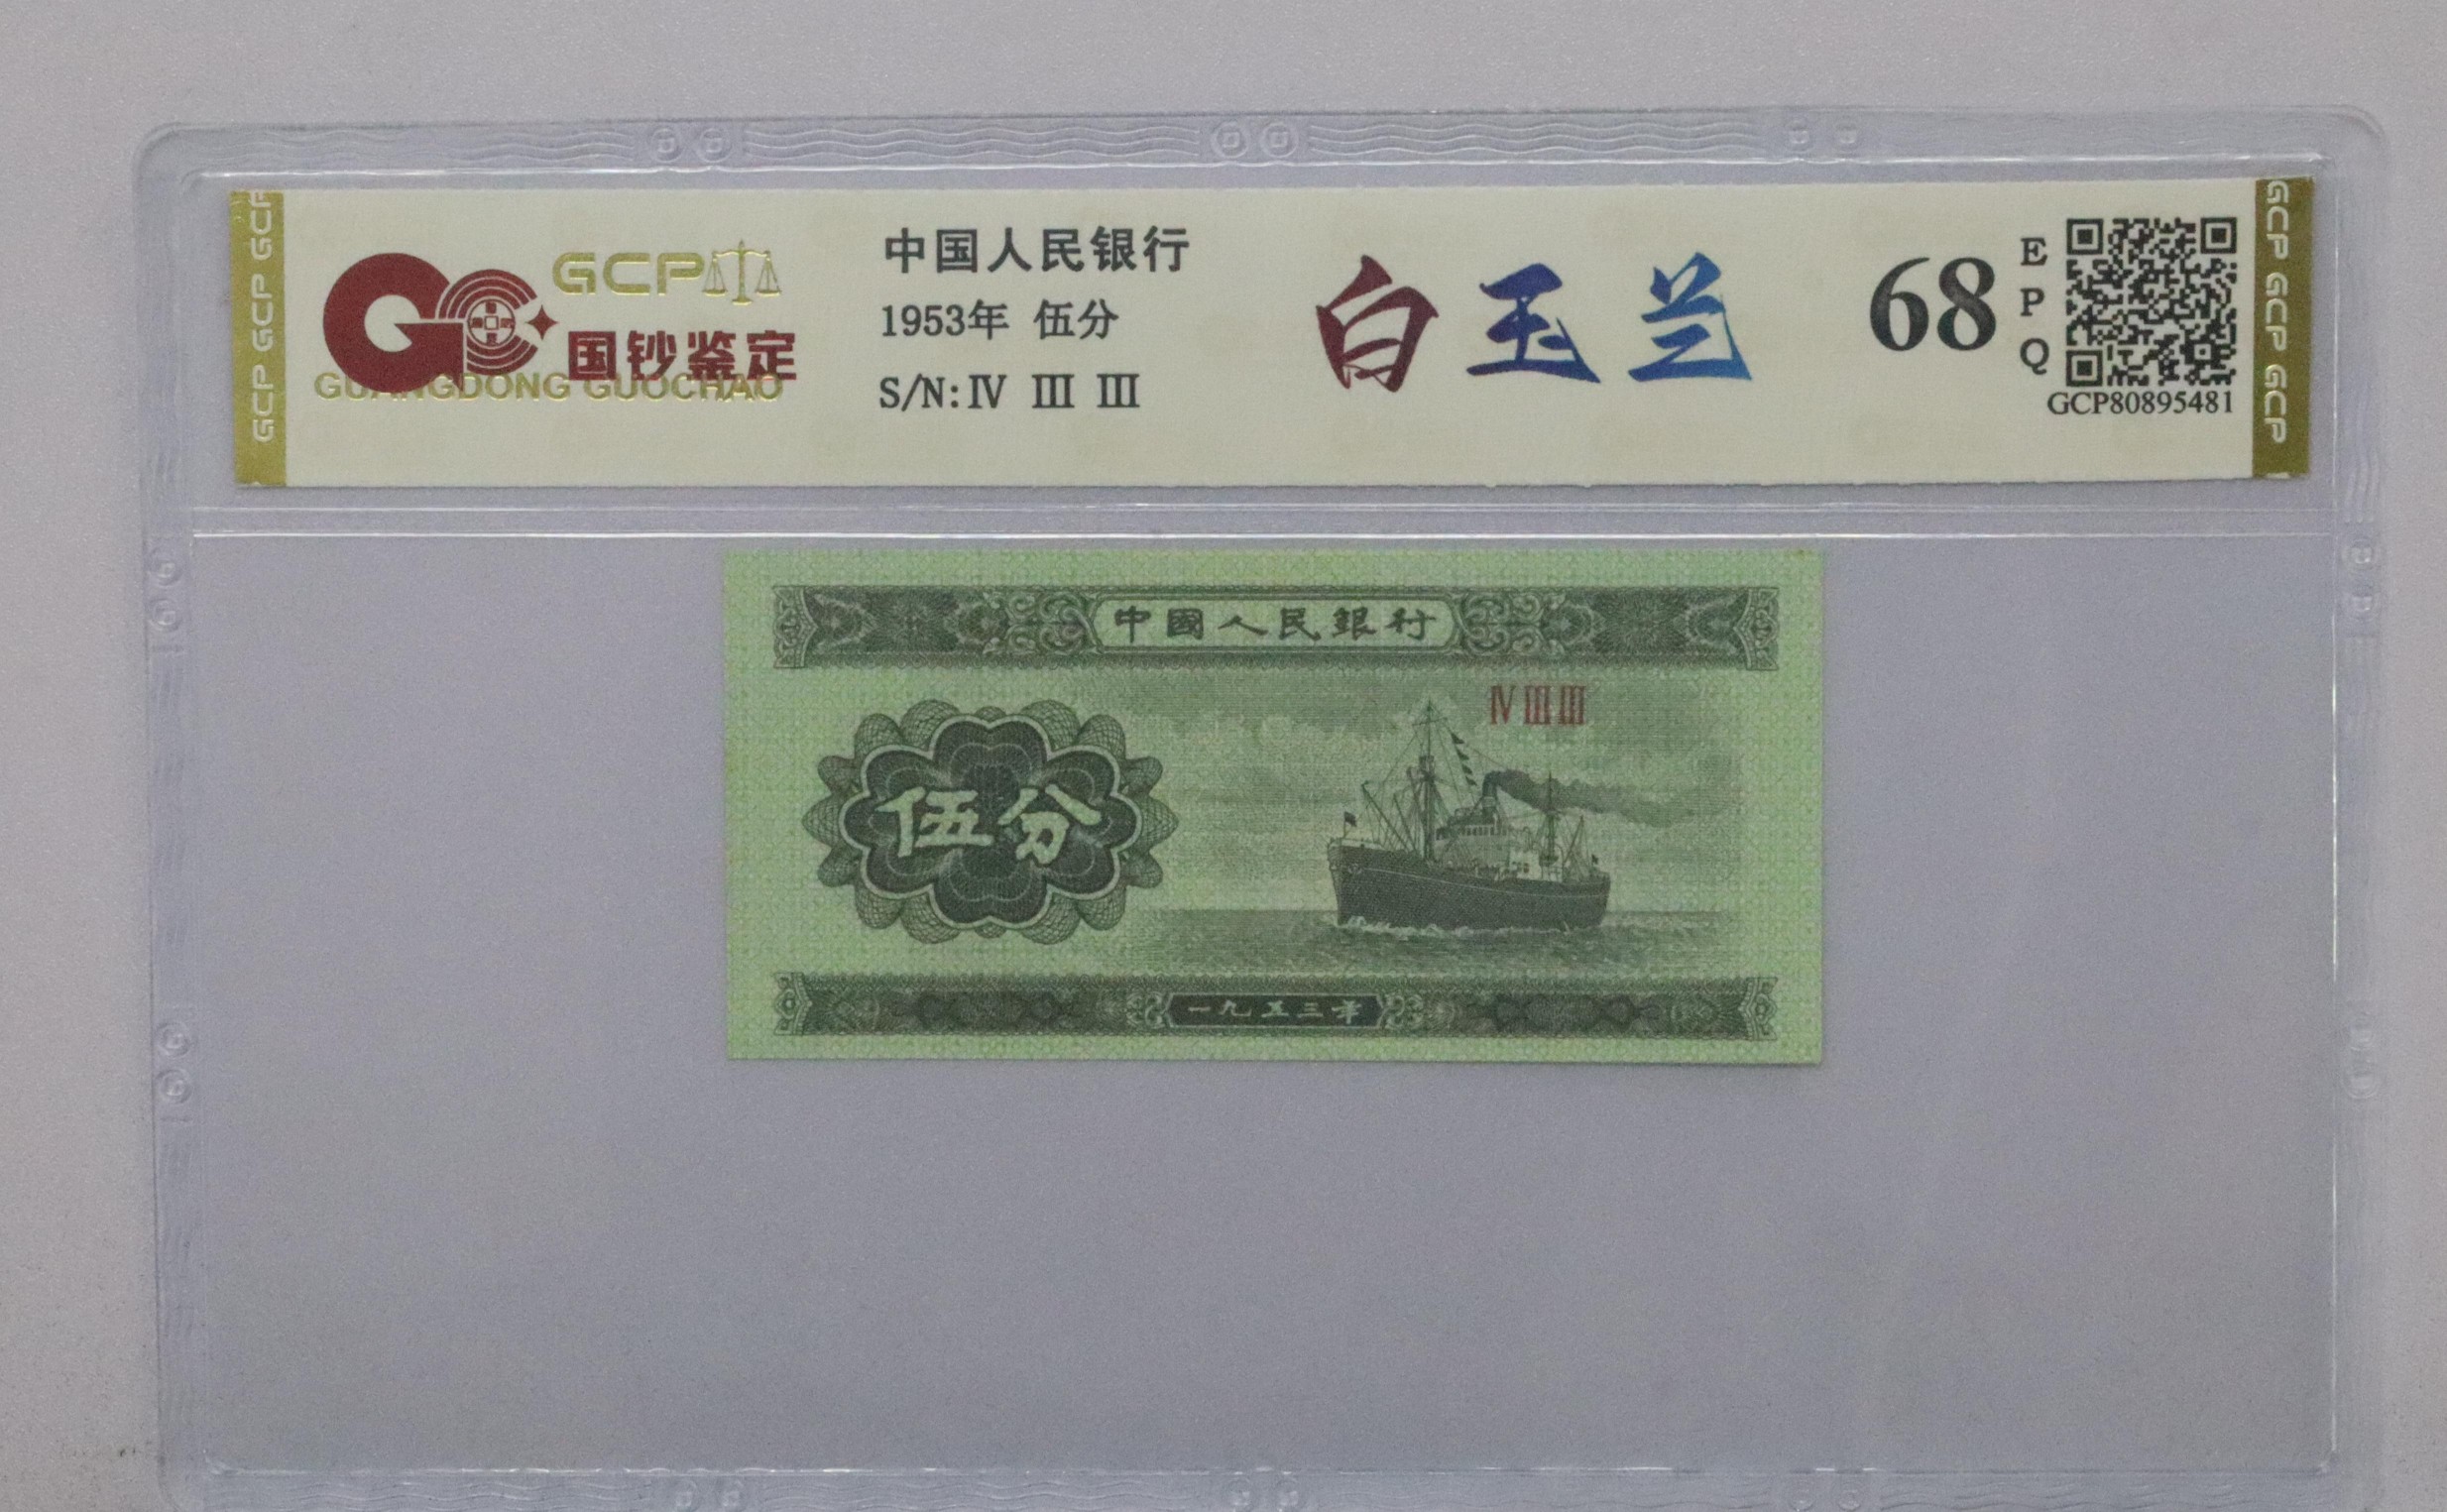 GCP GCP GCP
GCP
国钞鉴定
GUANGDONG GUOCHAO
中国人民银行
1953年 伍分
S/N:Ⅳ Ⅲ Ⅲ
白玉兰
68
EPQ
GCP80895481
GCP GCP GCP
中國人民銀行
Ⅳ Ⅲ Ⅲ
伍分
一九五三年